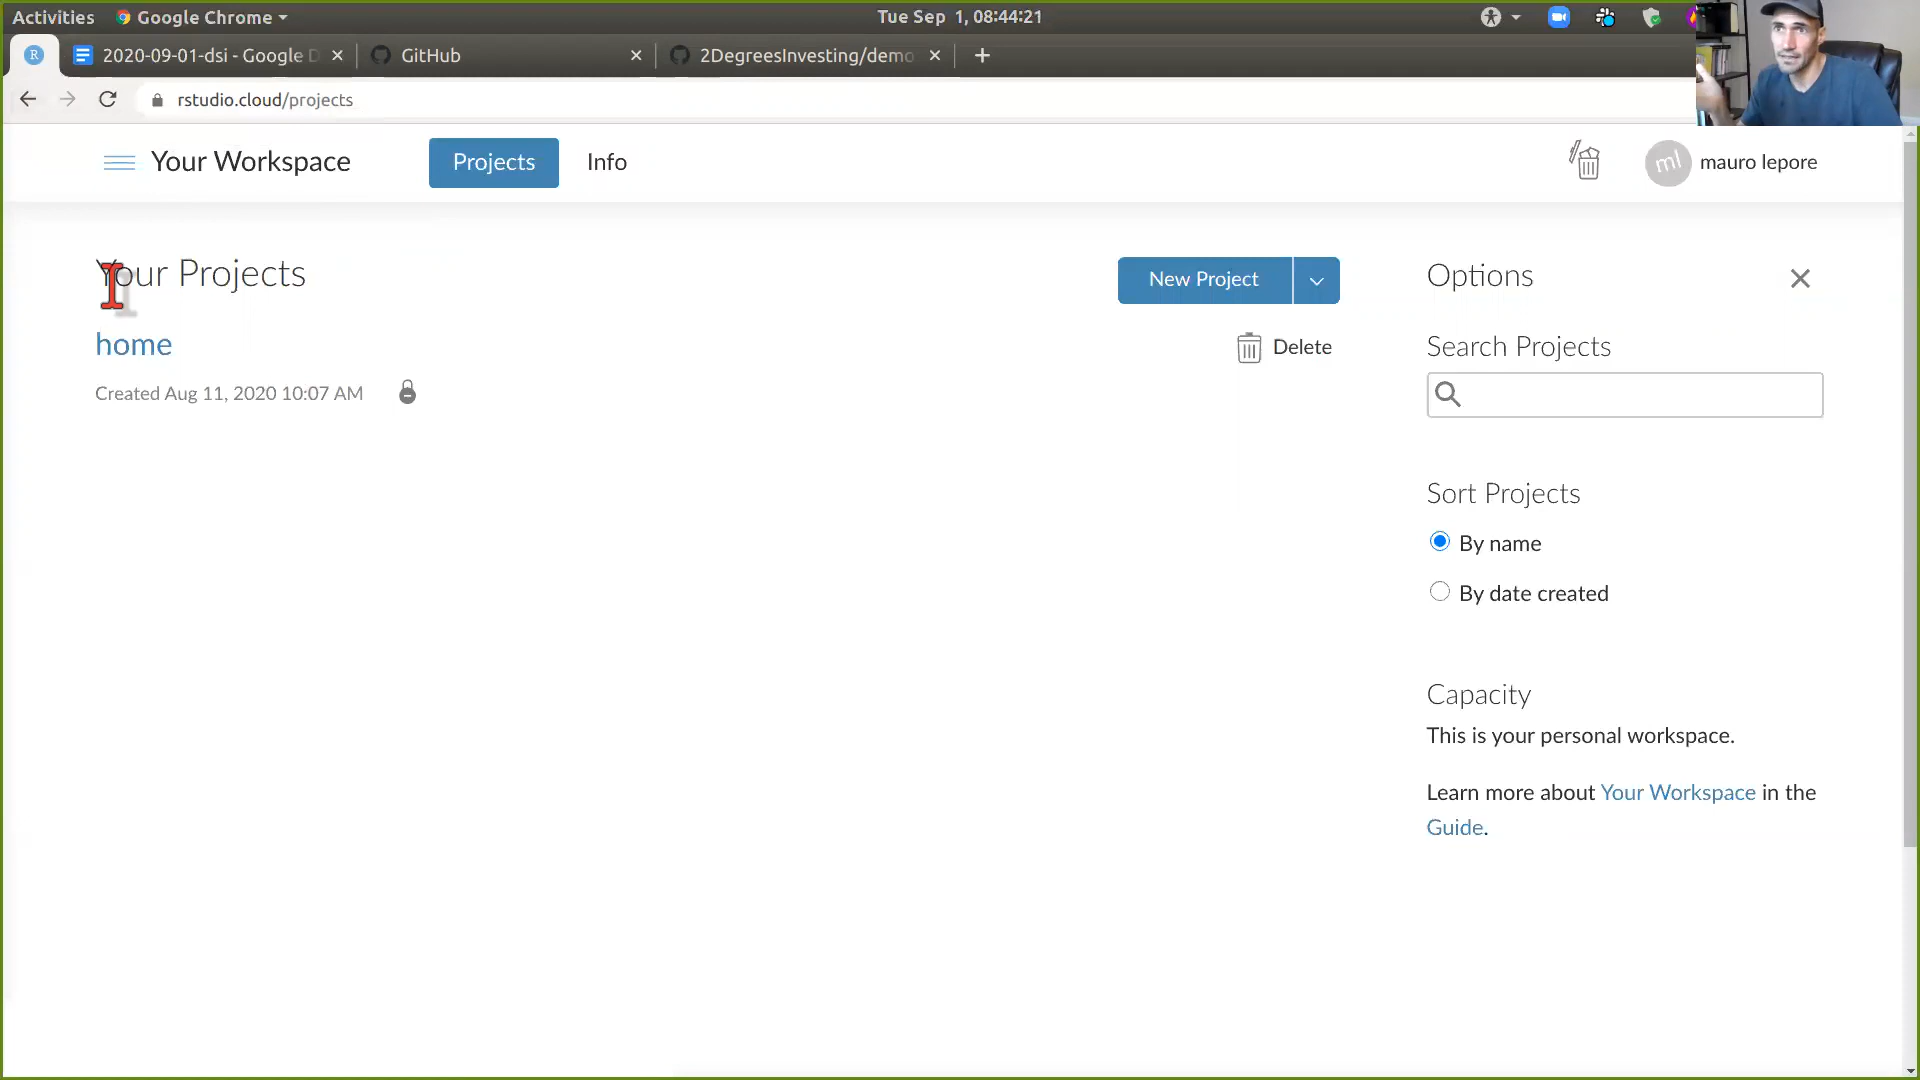 Activities
Google Chrome
Tue Sep 1, 08:44:21
R
2020-09-01-dsi - Google D
GitHub
2DegreesInvesting/demo
rstudio.cloud/projects
Your Workspace
Projects
Info
ml
mauro lepore
Your Projects
New Project
Options
home
Delete
Search Projects
Created Aug 11, 2020 10:07 AM
Sort Projects
By name
By date created
Capacity
This is your personal workspace.
Learn more about Your Workspace in the
Guide.